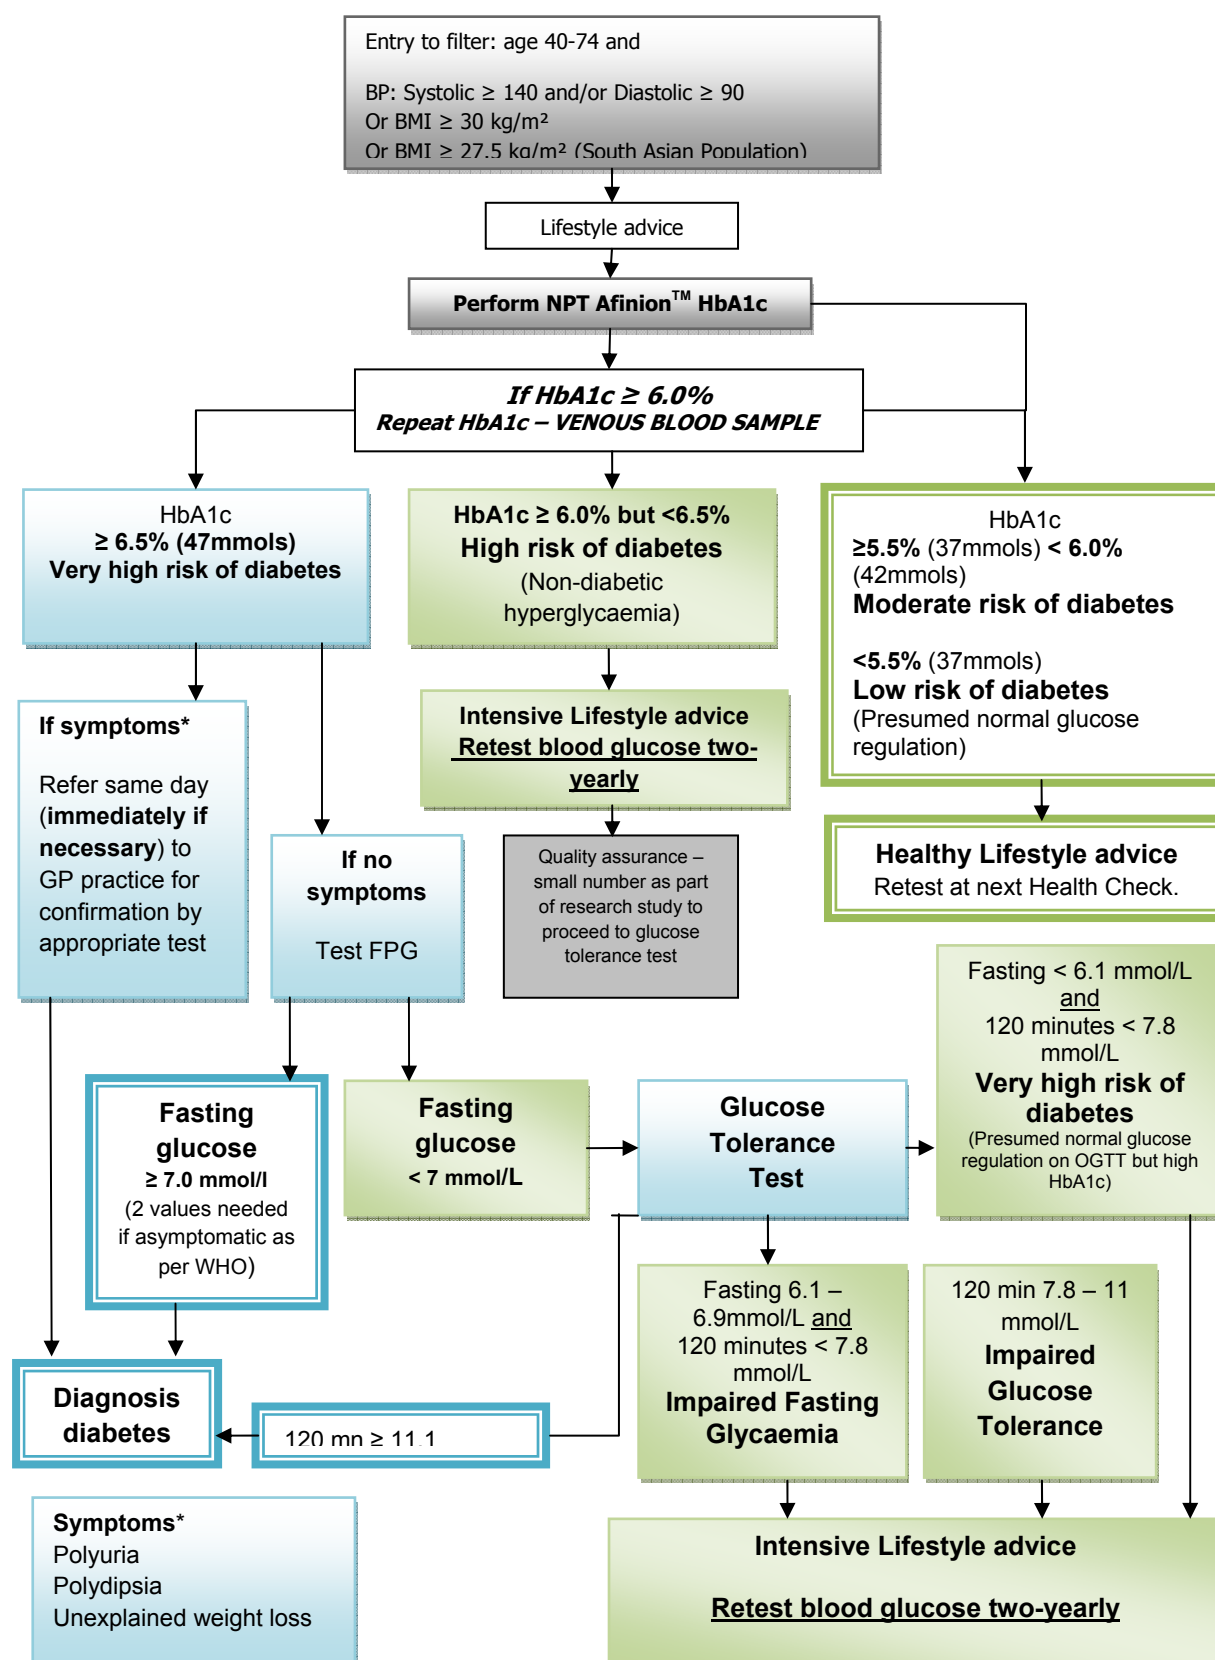 Entry to filter: age 40-74 and
BP: Systolic ≥ 140 and/or Diastolic ≥ 90
Or BMI ≥ 30 kg/m²
Or BMI ≥ 27.5 kg/m² (South Asian Population)
Lifestyle advice
Perform NPT Afinion™ HbA1c
If HbA1c ≥ 6.0%
Repeat HbA1c – VENOUS BLOOD SAMPLE
HbA1c
≥ 6.5% (47mmols)
Very high risk of diabetes
HbA1c ≥ 6.0% but <6.5%
High risk of diabetes
(Non-diabetic
hyperglycaemia)
HbA1c
≥5.5% (37mmols) < 6.0%
(42mmols)
Moderate risk of diabetes
<5.5% (37mmols)
Low risk of diabetes
(Presumed normal glucose
regulation)
If symptoms*
Refer same day
(immediately if
necessary) to
GP practice for
confirmation by
appropriate test
If no
symptoms
Test FPG
Intensive Lifestyle advice
Retest blood glucose two-
yearly
Quality assurance –
small number as part
of research study to
proceed to glucose
tolerance test
Healthy Lifestyle advice
Retest at next Health Check.
Fasting
glucose
≥ 7.0 mmol/l
(2 values needed
if asymptomatic as
per WHO)
Fasting
glucose
< 7 mmol/L
Glucose
Tolerance
Test
Fasting < 6.1 mmol/L
and
120 minutes < 7.8
mmol/L
Very high risk of
diabetes
(Presumed normal glucose
regulation on OGTT but high
HbA1c)
Fasting 6.1 –
6.9mmol/L and
120 minutes < 7.8
mmol/L
Impaired Fasting
Glycaemia
120 min 7.8 – 11
mmol/L
Impaired
Glucose
Tolerance
Diagnosis
diabetes
120 mn ≥ 11.1
Symptoms*
Polyuria
Polydipsia
Unexplained weight loss
Intensive Lifestyle advice
Retest blood glucose two-yearly